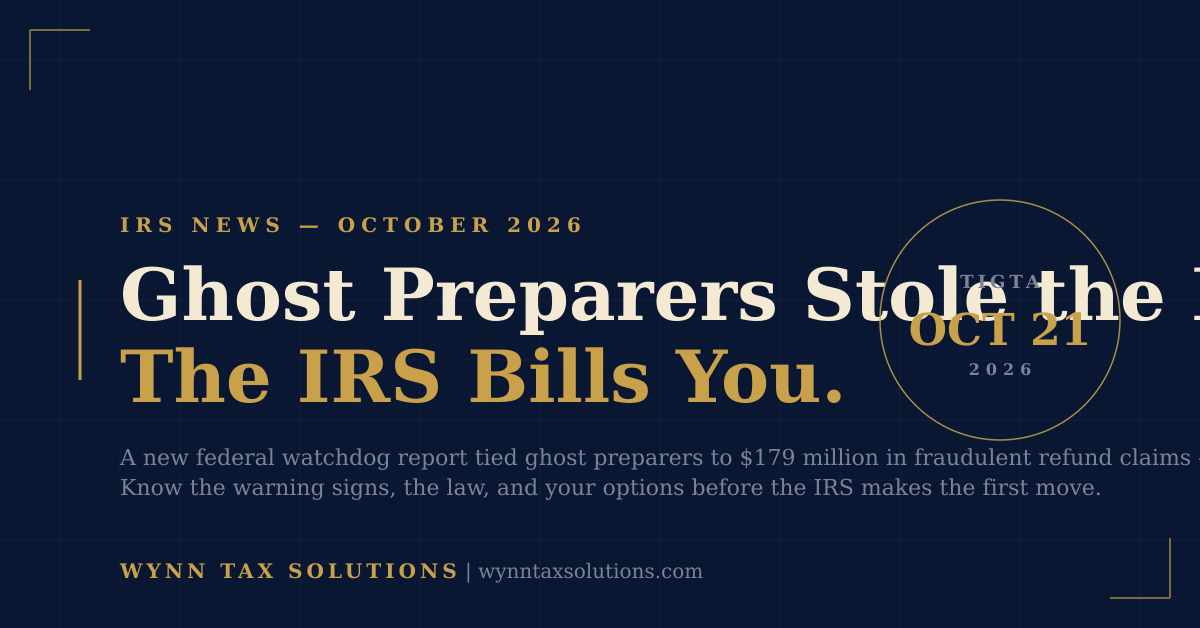 IRS NEWS — OCTOBER 2026
Ghost Preparers Stole the
The IRS Bills You.
TIGTA
OCT 21
2026
A new federal watchdog report tied ghost preparers to $179 million in fraudulent refund claims
Know the warning signs, the law, and your options before the IRS makes the first move.
WYNN TAX SOLUTIONS | wynntaxsolutions.com